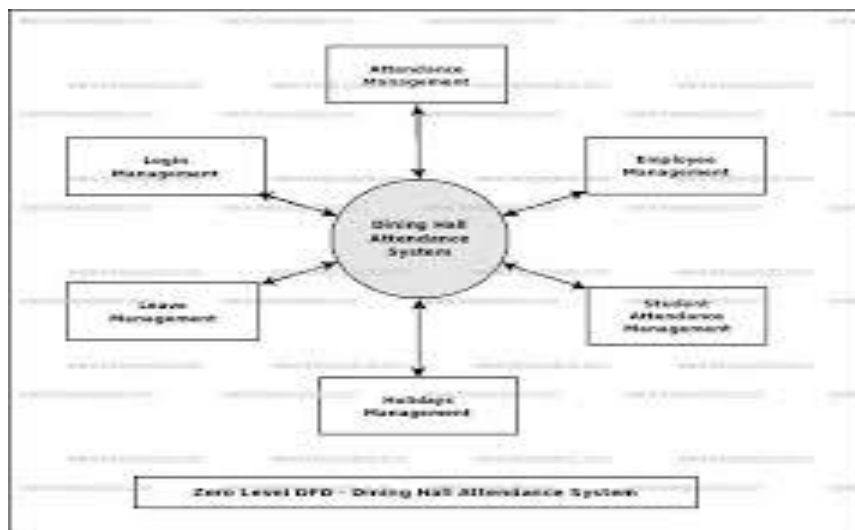 Attendance
Management
Login
Management
Employee
Management
Dining Hall
Attendance
System
Leave
Management
Student
Attendance
Management
Holidays
Management
Zero Level DFD - Dining Hall Attendance System